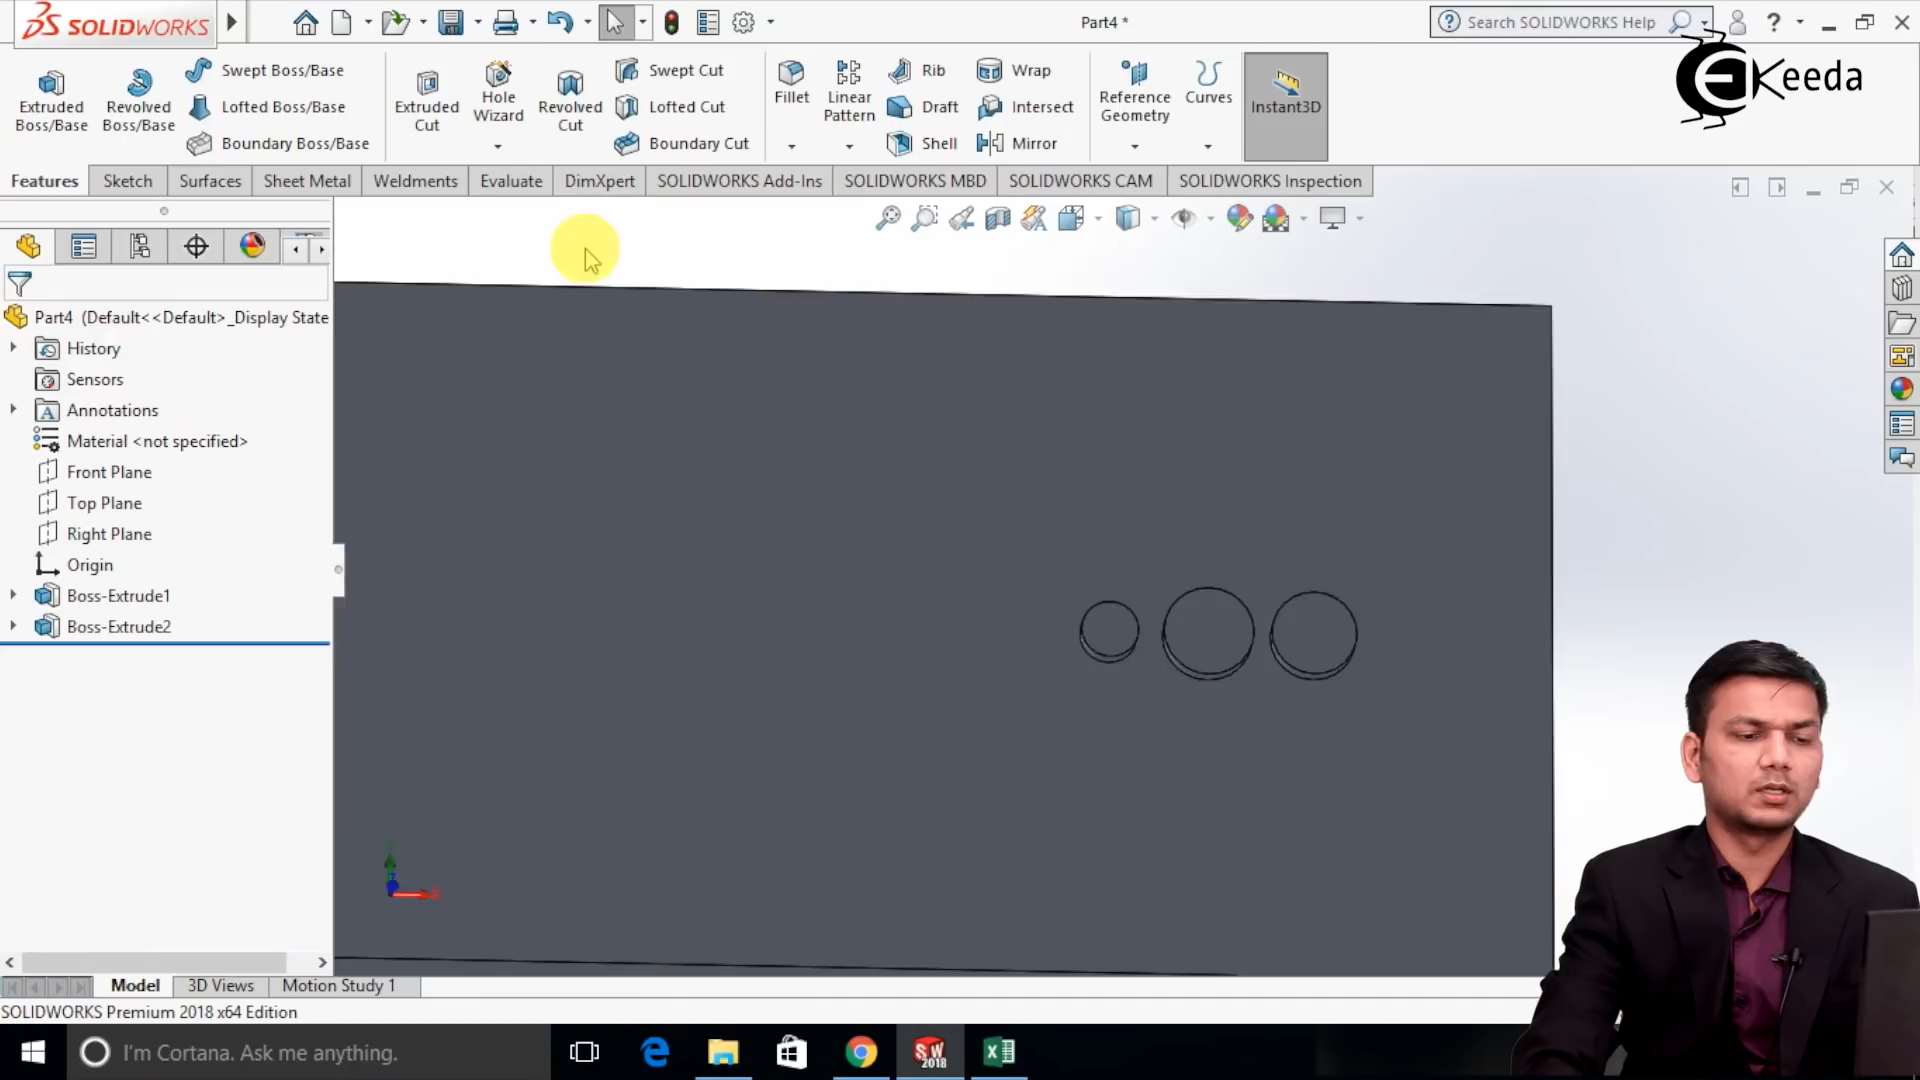 SOLIDWORKS
Part4 *
Search SOLIDWORKS Help
Keeda
Extruded Boss/Base
Revolved Boss/Base
Swept Boss/Base
Lofted Boss/Base
Boundary Boss/Base
Extruded Cut
Hole Wizard
Revolved Cut
Swept Cut
Lofted Cut
Boundary Cut
Fillet
Linear Pattern
Rib
Draft
Shell
Wrap
Intersect
Mirror
Reference Geometry
Curves
Instant3D
Features
Sketch
Surfaces
Sheet Metal
Weldments
Evaluate
DimXpert
SOLIDWORKS Add-Ins
SOLIDWORKS MBD
SOLIDWORKS CAM
SOLIDWORKS Inspection
Part4 (Default<<Default>_Display State
History
Sensors
Annotations
Material <not specified>
Front Plane
Top Plane
Right Plane
Origin
Boss-Extrude1
Boss-Extrude2
Model
3D Views
Motion Study 1
SOLIDWORKS Premium 2018 x64 Edition
I'm Cortana. Ask me anything.
SW
2018